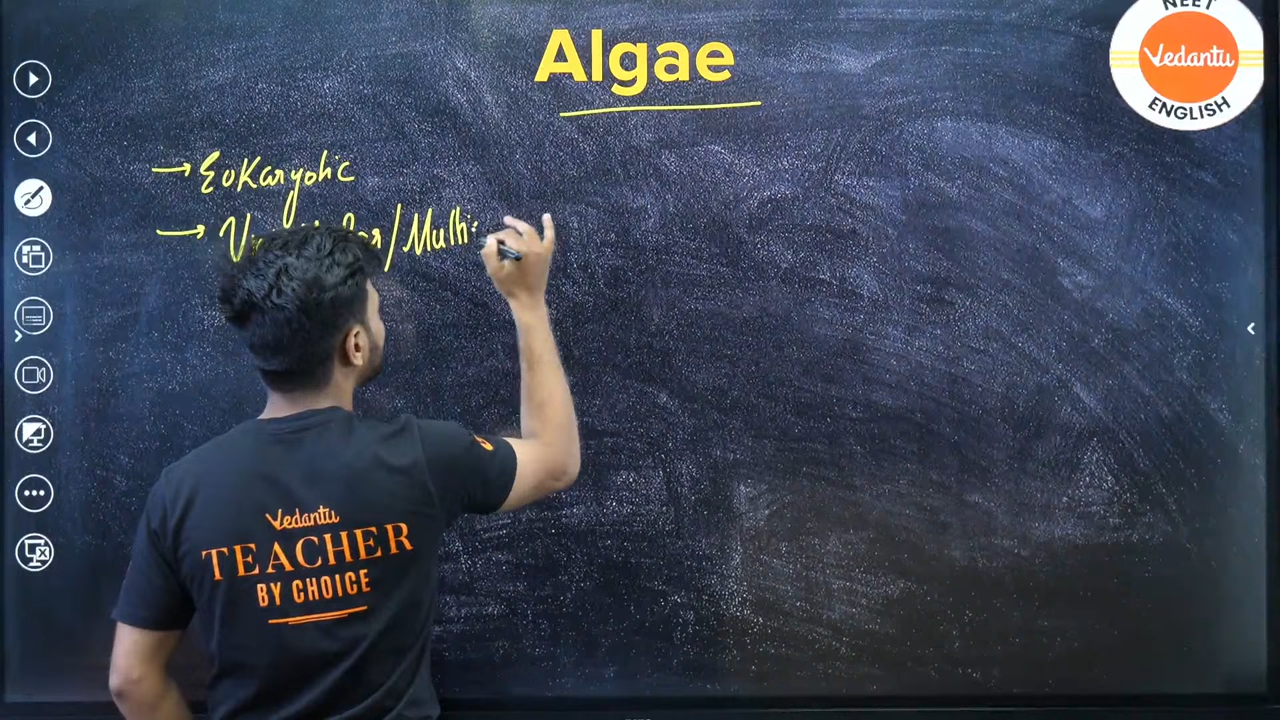 Algae
NEET
Vedantu
ENGLISH
→ Eukaryotic
→ /Multi
Vedantu
TEACHER
BY CHOICE